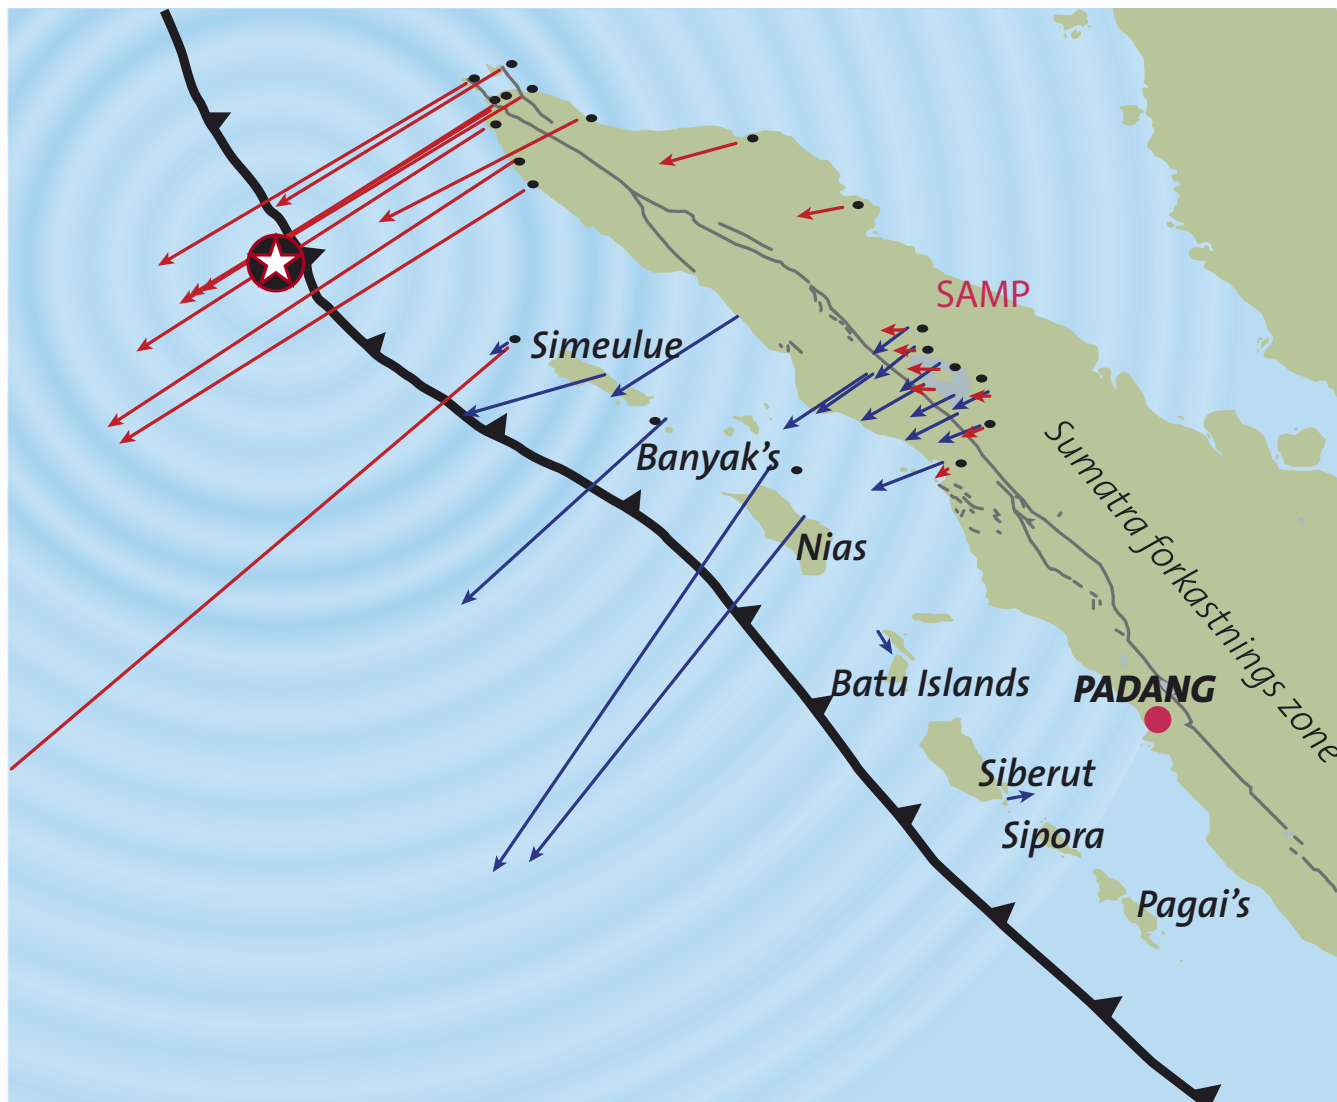 SAMP
Simeulue
Banyak's
Nias
Sumatra forkastnings zone
Batu Islands
PADANG
Siberut
Sipora
Pagai's